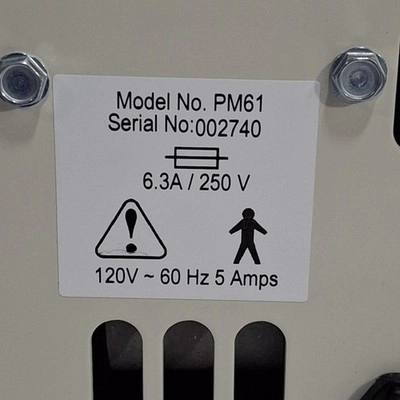 Model No. PM61
Serial No:002740
6.3A / 250 V
!
120V ~ 60 Hz 5 Amps